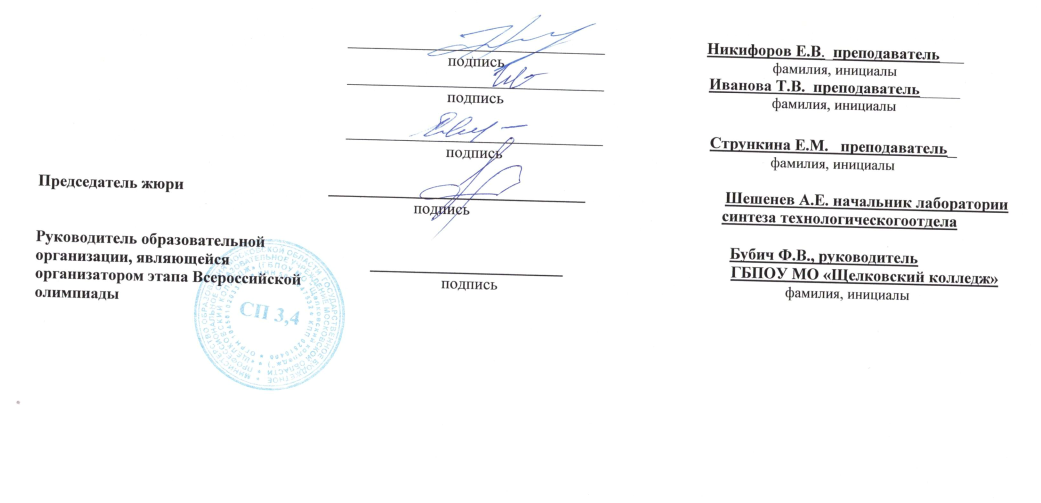 Никифоров Е.В. преподаватель
подпись
фамилия, инициалы
Иванова Т.В. преподаватель
подпись
фамилия, инициалы
Стрункина Е.М. преподаватель
подпись
фамилия, инициалы
Председатель жюри
Шешенев А.Е. начальник лаборатории
подпись
синтеза технологическогоотдела
Руководитель образовательной
организации, являющейся
организатором этапа Всероссийской
олимпиады
Бубич Ф.В., руководитель
ГБПОУ МО «Щелковский колледж»
подпись
фамилия, инициалы
СП 3,4